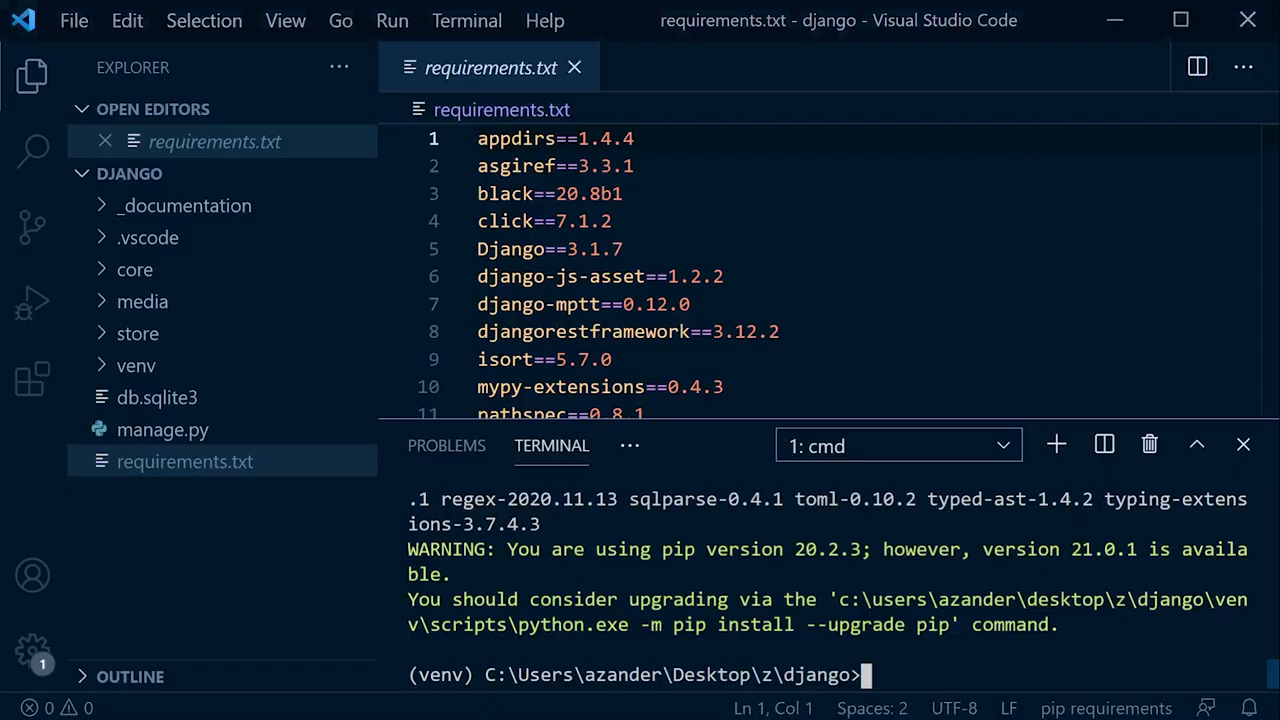 File Edit Selection View Go Run Terminal Help requirements.txt - django - Visual Studio Code
EXPLORER
OPEN EDITORS
requirements.txt
DJANGO
_documentation
.vscode
core
media
store
venv
db.sqlite3
manage.py
requirements.txt
OUTLINE
requirements.txt
requirements.txt
1 appdirs==1.4.4
2 asgiref==3.3.1
3 black==20.8b1
4 click==7.1.2
5 Django==3.1.7
6 django-js-asset==1.2.2
7 django-mptt==0.12.0
8 djangorestframework==3.12.2
9 isort==5.7.0
10 mypy-extensions==0.4.3
11 pathspec==0.8.1
PROBLEMS TERMINAL 1: cmd
.1 regex-2020.11.13 sqlparse-0.4.1 toml-0.10.2 typed-ast-1.4.2 typing-extens
ions-3.7.4.3
WARNING: You are using pip version 20.2.3; however, version 21.0.1 is availa
ble.
You should consider upgrading via the 'c:\users\azander\desktop\z\django\ven
v\scripts\python.exe -m pip install --upgrade pip' command.
(venv) C:\Users\azander\Desktop\z\django>
1
0 0 Ln 1, Col 1 Spaces: 2 UTF-8 LF pip requirements